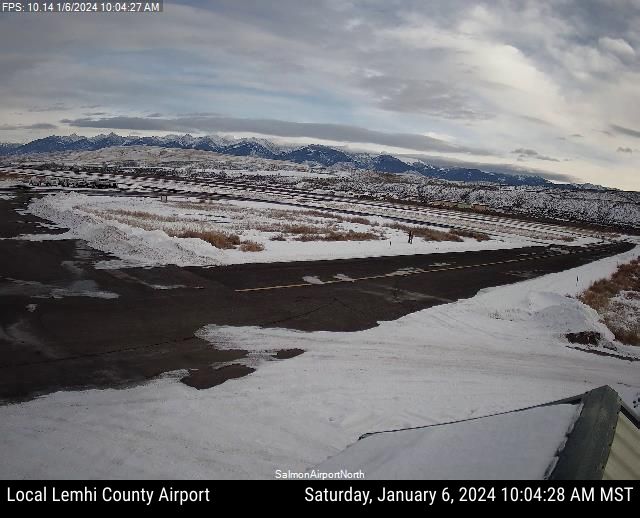 FPS: 10.14 1/6/2024 10:04:27 AM
SalmonAirportNorth
Local Lemhi County Airport Saturday, January 6, 2024 10:04:28 AM MST